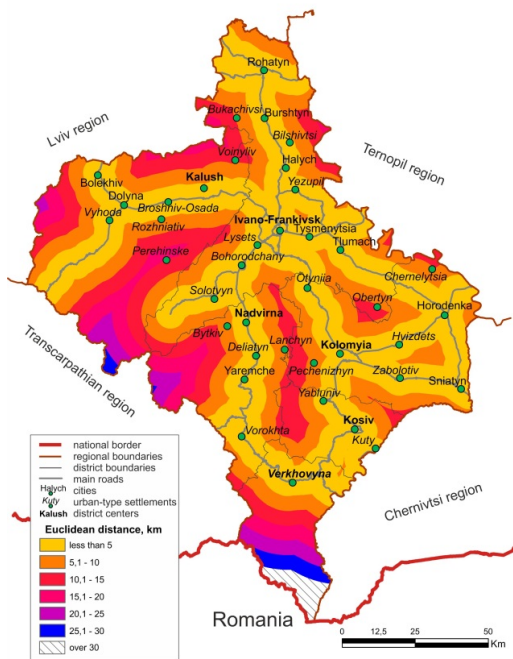 Rohatyn
Bukachivsi
Burshtyn
Lviv region
Bilshivtsi
Ternopil region
Voinyliv
Halych
Kalush
Bolekhiv
Yezupil
Dolyna
Broshniv-Osada
Vyhoda
Rozhniativ
Ivano-Frankivsk
Tysmenytsia
Lysets
Tlumach
Perehinske
Bohorodchany
Chernelytsia
Otyniia
Solotvyn
Obertyn
Horodenka
Nadvirna
Bytkiv
Lanchyn
Kolomyia
Hvizdets
Deliatyn
Transcarpathian region
Pechenizhyn
Yaremche
Zabolotiv
Sniatyn
Yabluniv
Kosiv
Vorokhta
Kuty
Verkhovyna
Chernivtsi region
national border
regional boundaries
district boundaries
main roads
Halych cities
Kuty urban-type settlements
Kalush district centers
Euclidean distance, km
less than 5
5,1 - 10
10,1 - 15
15,1 - 20
20,1 - 25
25,1 - 30
over 30
Romania
0 12,5 25 50
Km